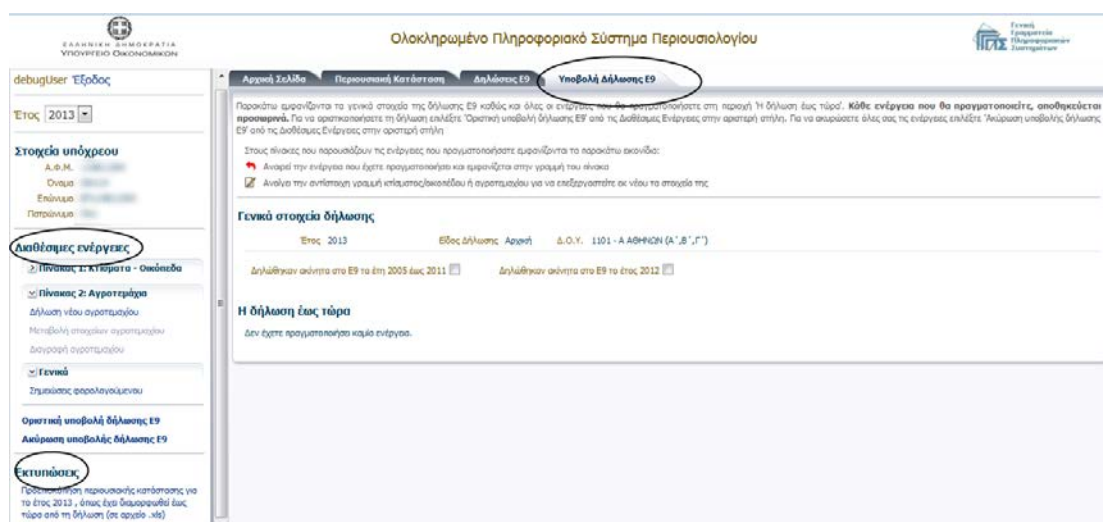 ΕΛΛΗΝΙΚΗ ΔΗΜΟΚΡΑΤΙΑ
ΥΠΟΥΡΓΕΙΟ ΟΙΚΟΝΟΜΙΚΩΝ
Ολοκληρωμένο Πληροφοριακό Σύστημα Περιουσιολογίου
Γενική
Γραμματεία
Πληροφοριακών
Συστημάτων
debugUser Έξοδος
Έτος 2013
Στοιχεία υπόχρεου
Α.Φ.Μ.
Όνομα
Επώνυμο
Πατρώνυμο
Διαθέσιμες ενέργειες
Πίνακας 1: Κτίσματα - Οικόπεδα
Πίνακας 2: Αγροτεμάχια
Δήλωση νέου αγροτεμαχίου
Μεταβολή στοιχείων αγροτεμαχίου
Διαγραφή αγροτεμαχίου
Γενικά
Σημειώσεις φορολογούμενου
Οριστική υποβολή δήλωσης Ε9
Ακύρωση υποβολής δήλωσης Ε9
Εκτυπώσεις
Προεπισκόπηση περιουσιακής κατάστασης για
το έτος 2013 , όπως έχει διαμορφωθεί έως
τώρα από τη δήλωση (σε αρχείο .xls)
Αρχική Σελίδα Περιουσιακή Κατάσταση Δηλώσεις Ε9 Υποβολή Δήλωσης Ε9
Παρακάτω εμφανίζονται τα γενικά στοιχεία της δήλωσης Ε9 καθώς και όλες οι ενέργειες που θα πραγματοποιήσετε στη περιοχή 'Η δήλωση έως τώρα'. Κάθε ενέργεια που θα πραγματοποιείτε, αποθηκεύεται
προσωρινά. Για να οριστικοποιήσετε τη δήλωση επιλέξτε 'Οριστική υποβολή δήλωσης Ε9' από τις Διαθέσιμες Ενέργειες στην αριστερή στήλη. Για να ακυρώσετε όλες σας τις ενέργειες επιλέξτε 'Ακύρωση υποβολής δήλωσης
Ε9' από τις Διαθέσιμες Ενέργειες στην αριστερή στήλη
Στους πίνακες που παρουσιάζουν τις ενέργειες που πραγματοποιήσατε εμφανίζονται τα παρακάτω εικονίδια:
Αναιρεί την ενέργεια που έχετε πραγματοποιήσει και εμφανίζεται στην γραμμή του πίνακα
Ανοίγει την αντίστοιχη γραμμή κτίσματος/οικοπέδου ή αγροτεμαχίου για να επεξεργαστείτε εκ νέου τα στοιχεία της
Γενικά στοιχεία δήλωσης
Έτος 2013 Είδος Δήλωσης Αρχική Δ.Ο.Υ. 1101 - Α ΑΘΗΝΩΝ (Α΄,Β΄,Γ΄)
Δηλώθηκαν ακίνητα στο Ε9 τα έτη 2005 έως 2011 Δηλώθηκαν ακίνητα στο Ε9 το έτος 2012
Η δήλωση έως τώρα
Δεν έχετε πραγματοποιήσει καμία ενέργεια.